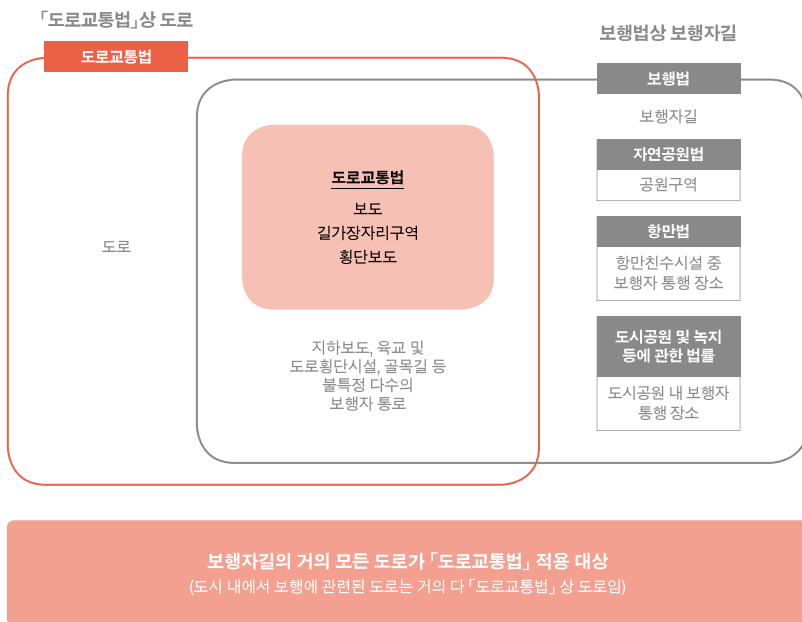 「도로교통법」상 도로
도로교통법
도로
도로교통법
보도
길가장자리구역
횡단보도
지하보도, 육교 및
도로횡단시설, 골목길 등
불특정 다수의
보행자 통로
보행법상 보행자길
보행법
보행자길
자연공원법
공원구역
항만법
항만친수시설 중
보행자 통행 장소
도시공원 및 녹지
등에 관한 법률
도시공원 내 보행자
통행 장소
보행자길의 거의 모든 도로가 「도로교통법」 적용 대상
(도시 내에서 보행에 관련된 도로는 거의 다 「도로교통법」 상 도로임)